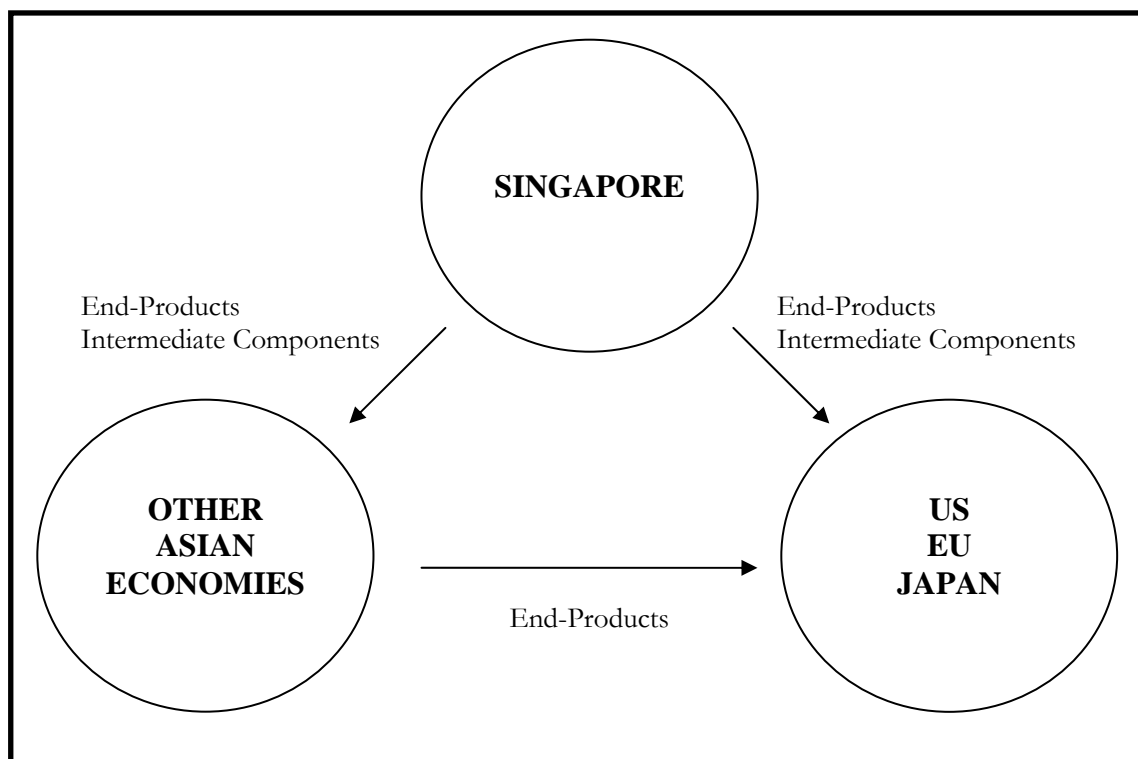 SINGAPORE
End-Products
Intermediate Components
End-Products
Intermediate Components
OTHER
ASIAN
ECONOMIES
US
EU
JAPAN
End-Products